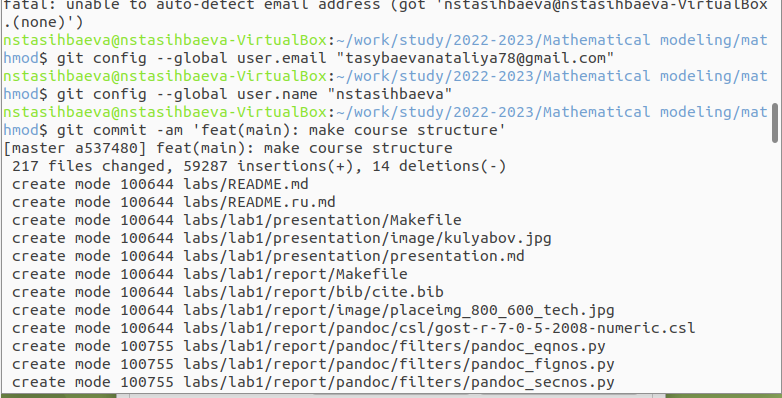 fatal: unable to auto-detect email address (got 'nstasihbaeva@nstasihbaeva-VirtualBox
.(none)')
nstasihbaeva@nstasihbaeva-VirtualBox:~/work/study/2022-2023/Mathematical modeling/mat
hmod$ git config --global user.email "tasybaevanataliya78@gmail.com"
nstasihbaeva@nstasihbaeva-VirtualBox:~/work/study/2022-2023/Mathematical modeling/mat
hmod$ git config --global user.name "nstasihbaeva"
nstasihbaeva@nstasihbaeva-VirtualBox:~/work/study/2022-2023/Mathematical modeling/mat
hmod$ git commit -am 'feat(main): make course structure'
[master a537480] feat(main): make course structure
 217 files changed, 59287 insertions(+), 14 deletions(-)
 create mode 100644 labs/README.md
 create mode 100644 labs/README.ru.md
 create mode 100644 labs/lab1/presentation/Makefile
 create mode 100644 labs/lab1/presentation/image/kulyabov.jpg
 create mode 100644 labs/lab1/presentation/presentation.md
 create mode 100644 labs/lab1/report/Makefile
 create mode 100644 labs/lab1/report/bib/cite.bib
 create mode 100644 labs/lab1/report/image/placeimg_800_600_tech.jpg
 create mode 100644 labs/lab1/report/pandoc/csl/gost-r-7-0-5-2008-numeric.csl
 create mode 100755 labs/lab1/report/pandoc/filters/pandoc_eqnos.py
 create mode 100755 labs/lab1/report/pandoc/filters/pandoc_fignos.py
 create mode 100755 labs/lab1/report/pandoc/filters/pandoc_secnos.py